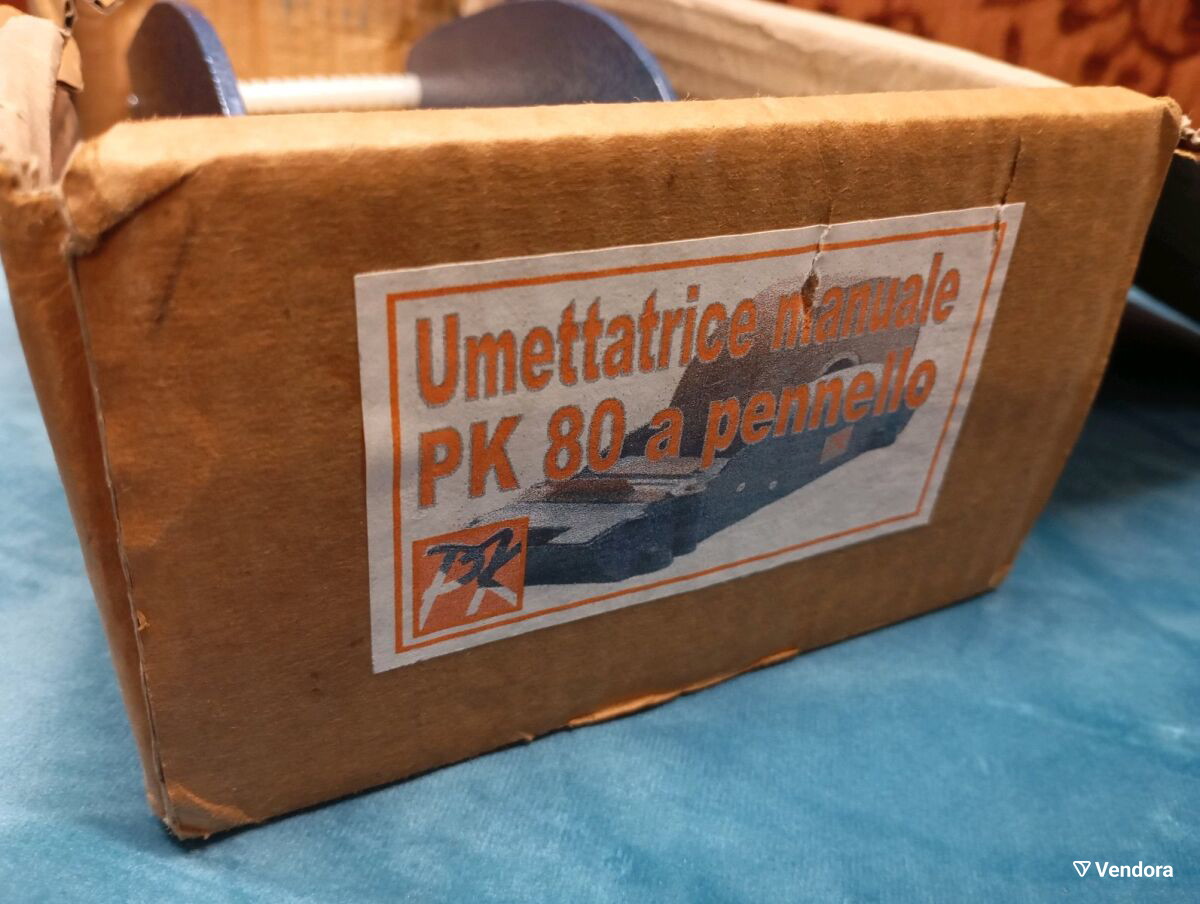 Umettatrice manuale
PK 80 a pennello
Vendora